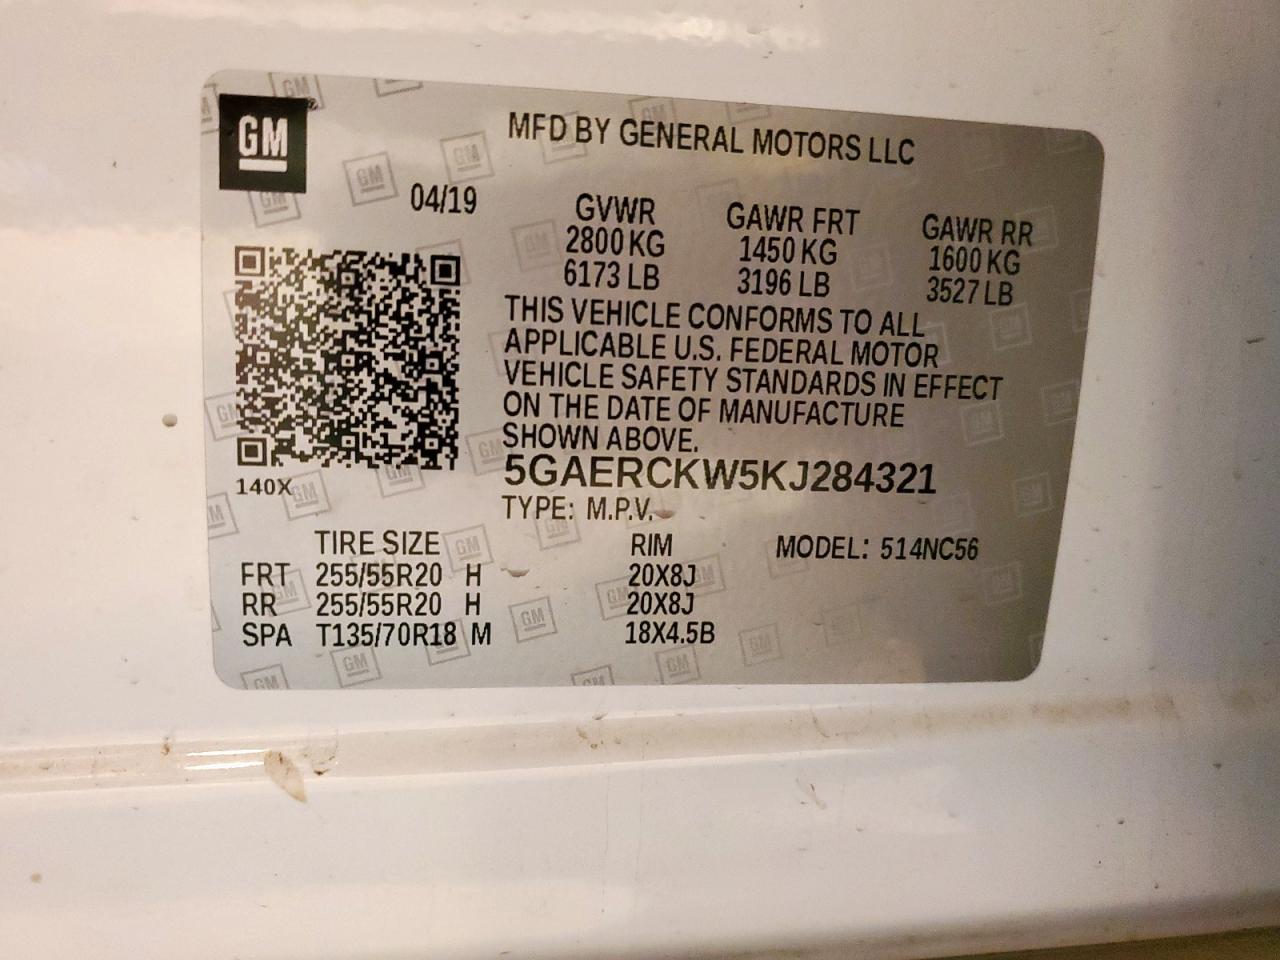 GM
MFD BY GENERAL MOTORS LLC
04/19
GVWR GAWR FRT GAWR RR
2800 KG 1450 KG 1600 KG
6173 LB 3196 LB 3527 LB
THIS VEHICLE CONFORMS TO ALL
APPLICABLE U.S. FEDERAL MOTOR
VEHICLE SAFETY STANDARDS IN EFFECT
ON THE DATE OF MANUFACTURE
SHOWN ABOVE.
5GAERCKW5KJ284321
140X
TYPE: M.P.V.
TIRE SIZE RIM MODEL: 514NC56
FRT 255/55R20 H 20X8J
RR 255/55R20 H 20X8J
SPA T135/70R18 M 18X4.5B